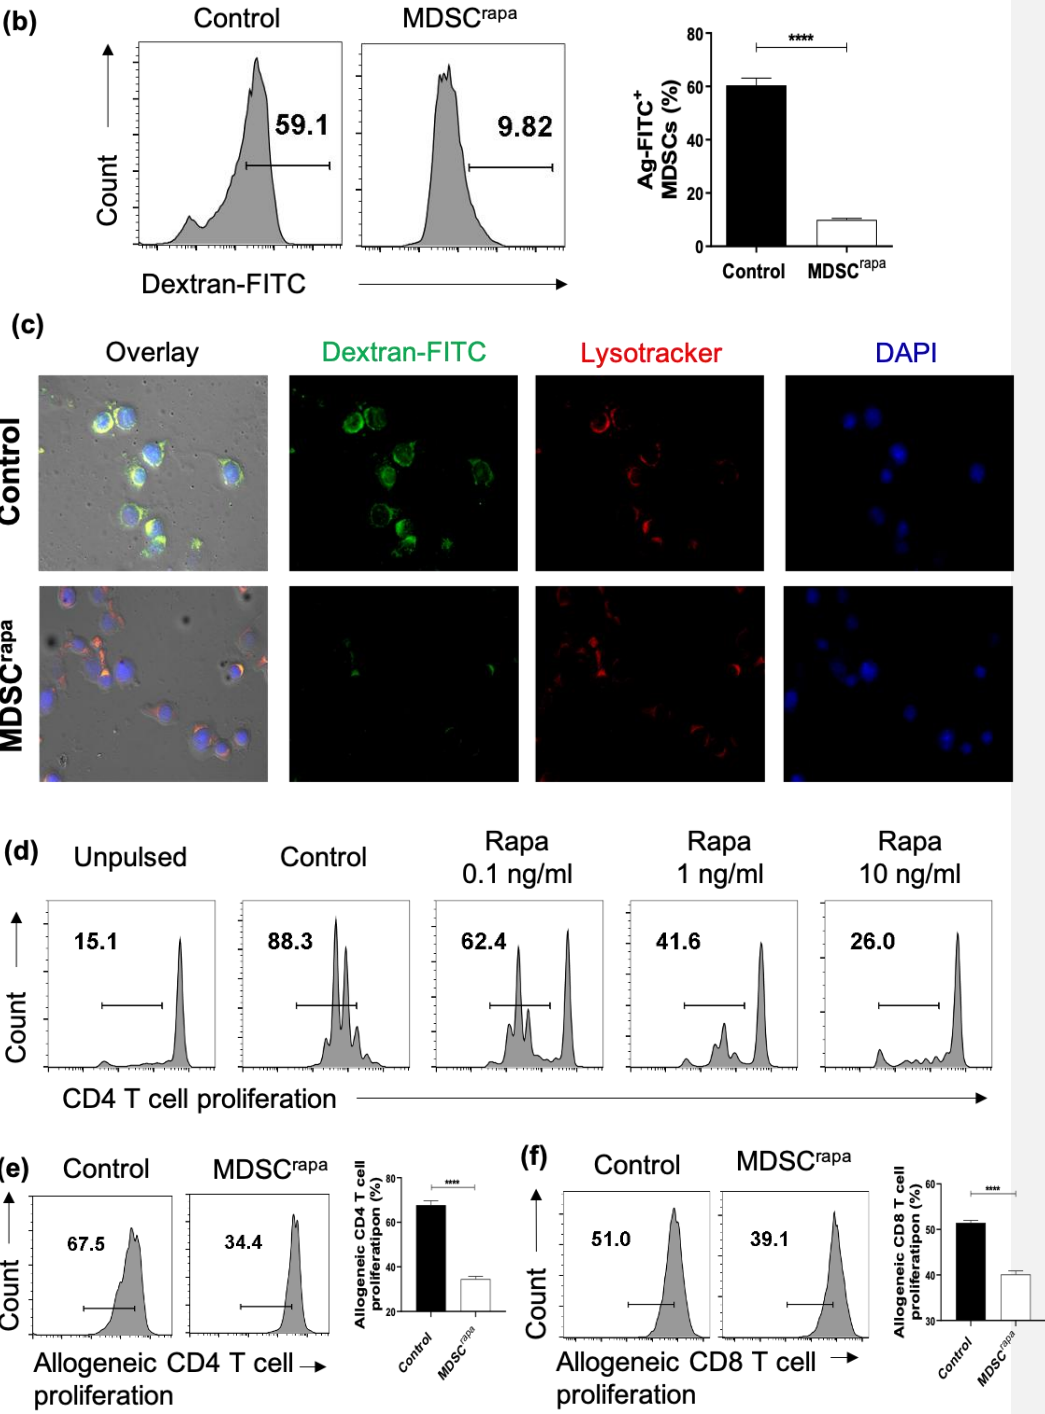 (b)
Control
MDSCrapa
59.1
9.82
Count
Dextran-FITC
Ag-FITC+
MDSCs (%)
80
60
40
20
0
****
Control
MDSCrapa
(c)
Overlay
Dextran-FITC
Lysotracker
DAPI
Control
MDSCrapa
(d)
Unpulsed
Control
Rapa
0.1 ng/ml
Rapa
1 ng/ml
Rapa
10 ng/ml
15.1
88.3
62.4
41.6
26.0
Count
CD4 T cell proliferation
(e)
Control
MDSCrapa
67.5
34.4
Count
Allogeneic CD4 T cell
proliferation
Allogeneic CD4 T cell
proliferatipon (%)
80
60
40
20
****
Control
MDSCrapa
(f)
Control
MDSCrapa
51.0
39.1
Count
Allogeneic CD8 T cell
proliferation
Allogeneic CD8 T cell
proliferatipon (%)
60
50
40
30
****
Control
MDSCrapa